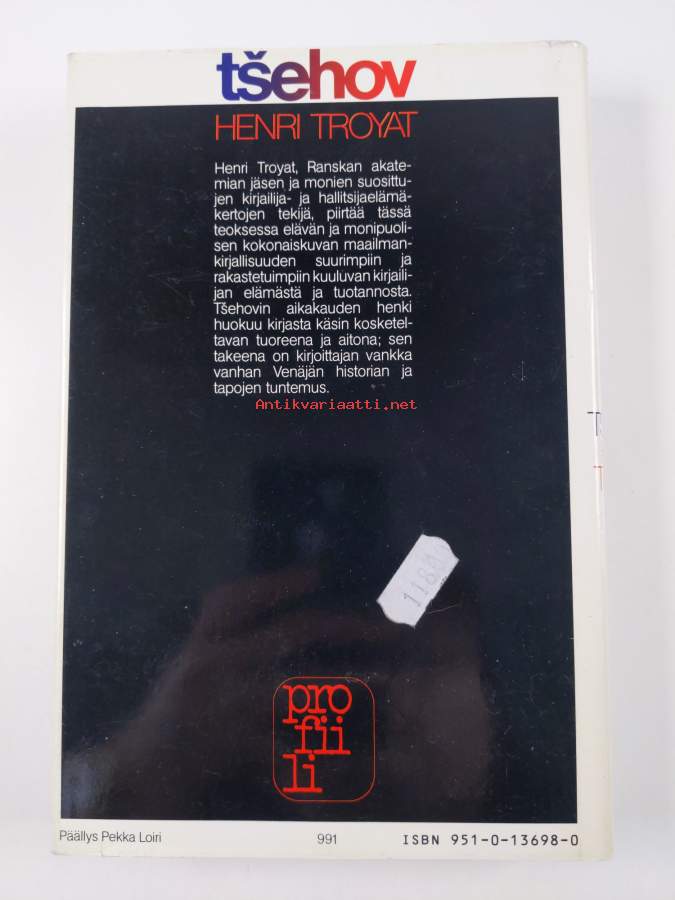 tšehov
HENRI TROYAT
Henri Troyat, Ranskan akate-
mian jäsen ja monien suosittu-
jen kirjailija- ja hallitsijaelämä-
kertojen tekijä, piirtää tässä
teoksessa elävän ja monipuoli-
sen kokonaiskuvan maailman-
kirjallisuuden suurimpiin ja
rakastetuimpiin kuuluvan kirjaili-
jan elämästä ja tuotannosta.
Tšehovin aikakauden henki
huokuu kirjasta käsin kosketel-
tavan tuoreena ja aitona; sen
takeena on kirjoittajan vankka
vanhan Venäjän historian ja
tapojen tuntemus.
Antikvariaatti.net
pro
fii
li
Päällys Pekka Loiri
991
ISBN 951-0-13698-0